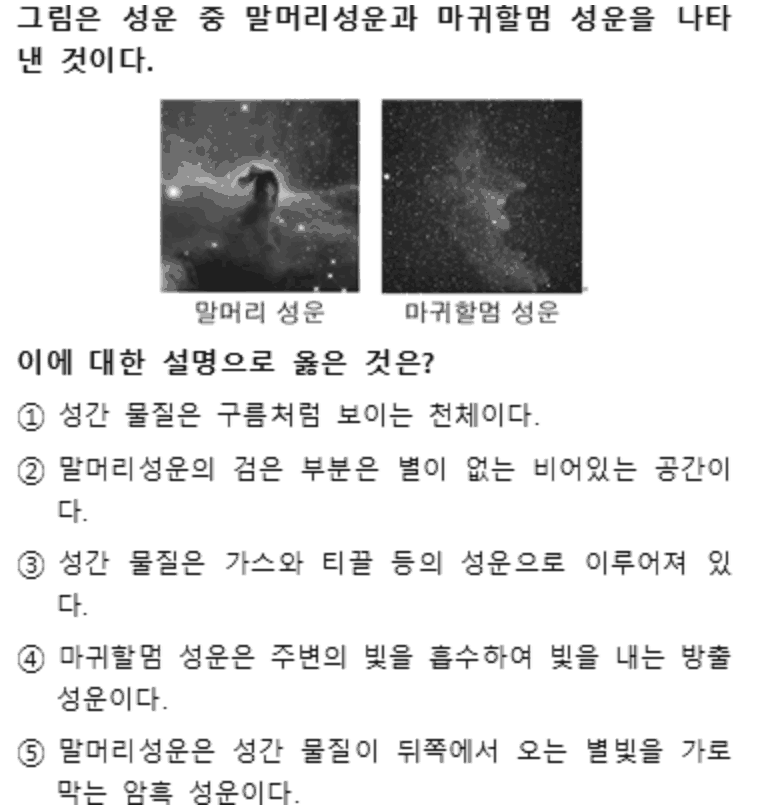 그림은 성운 중 말머리성운과 마귀할멈 성운을 나타
낸 것이다.
말머리 성운 마귀할멈 성운
이에 대한 설명으로 옳은 것은?
① 성간 물질은 구름처럼 보이는 천체이다.
② 말머리성운의 검은 부분은 별이 없는 비어있는 공간이
다.
③ 성간 물질은 가스와 티끌 등의 성운으로 이루어져 있
다.
④ 마귀할멈 성운은 주변의 빛을 흡수하여 빛을 내는 방출
성운이다.
⑤ 말머리성운은 성간 물질이 뒤쪽에서 오는 별빛을 가로
막는 암흑 성운이다.